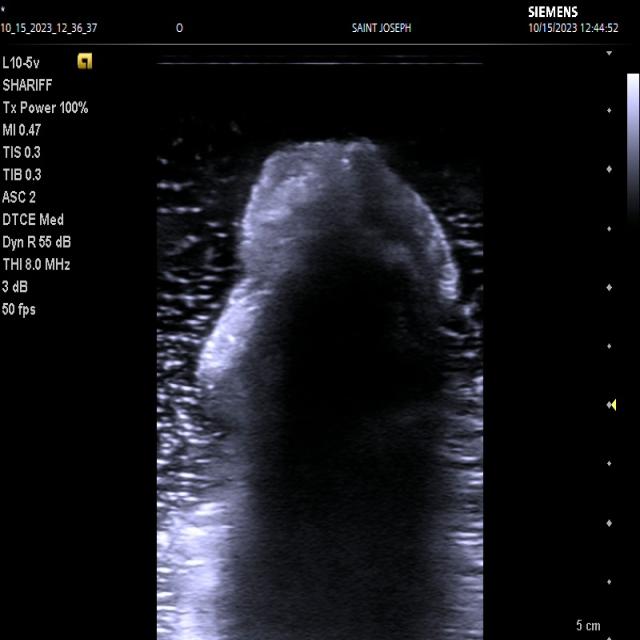 *
SIEMENS
10_15_2023_12_36_37 O SAINT JOSEPH 10/15/2023 12:44:52
L10-5v
SHARIFF
Tx Power 100%
MI 0.47
TIS 0.3
TIB 0.3
ASC 2
DTCE Med
Dyn R 55 dB
THI 8.0 MHz
3 dB
50 fps
5 cm